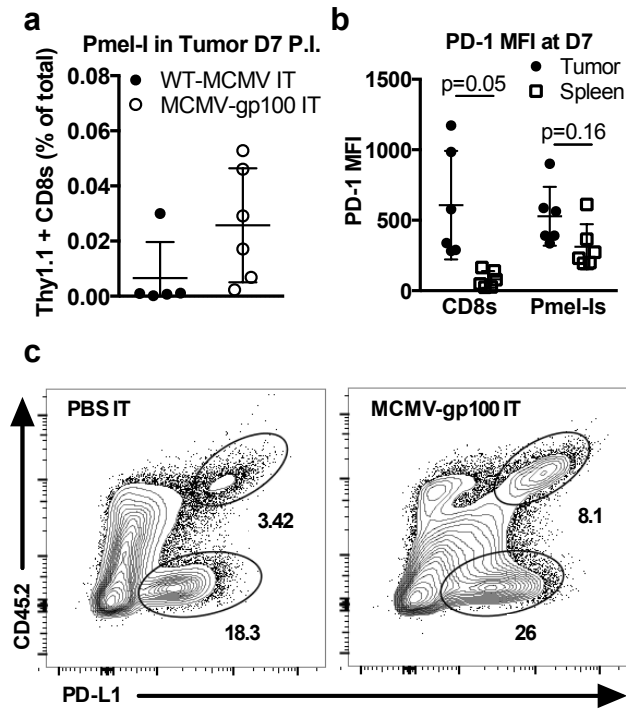 a
Pmel-I in Tumor D7 P.I.
Thy1.1 + CD8s (% of total)
0.08
0.06
0.04
0.02
0.00
WT-MCMV IT
MCMV-gp100 IT
b
PD-1 MFI at D7
PD-1 MFI
1500
1000
500
0
Tumor
Spleen
p=0.05
p=0.16
CD8s
Pmel-Is
c
PBS IT
3.42
18.3
MCMV-gp100 IT
8.1
26
CD45.2
PD-L1